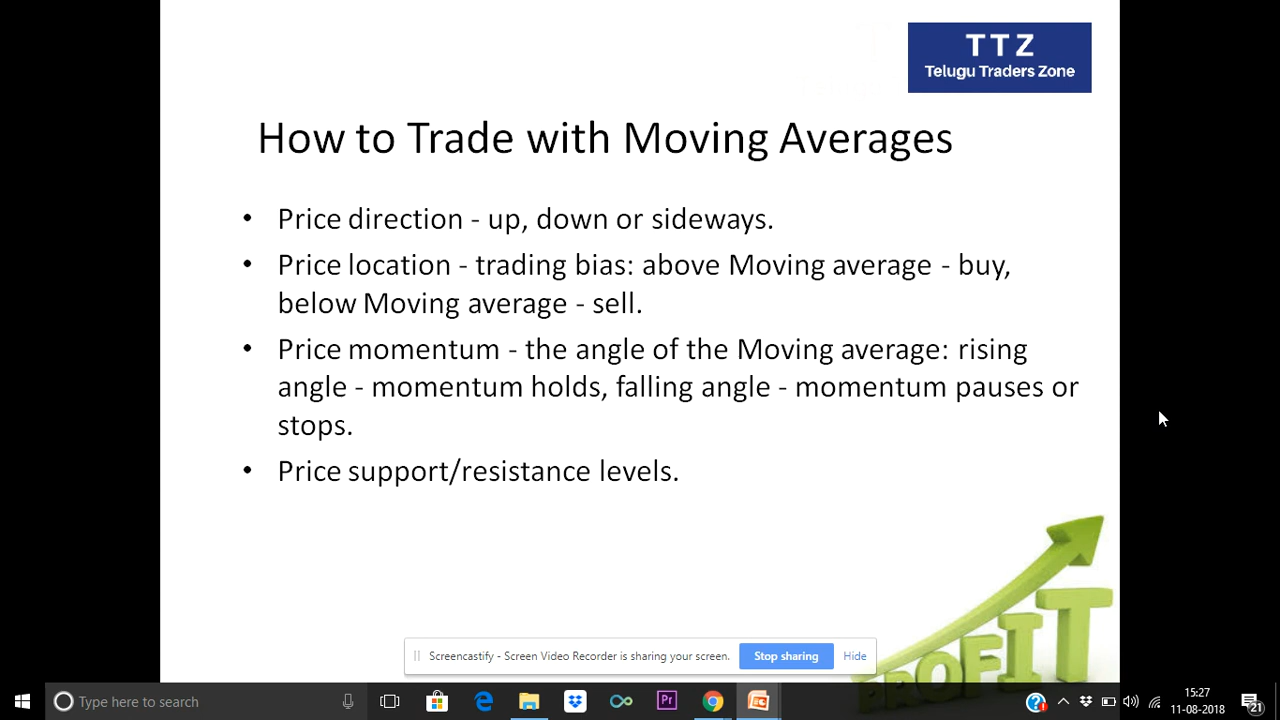 TTZ
Telugu Traders Zone
How to Trade with Moving Averages
• Price direction - up, down or sideways.
• Price location - trading bias: above Moving average - buy,
below Moving average - sell.
• Price momentum - the angle of the Moving average: rising
angle - momentum holds, falling angle - momentum pauses or
stops.
• Price support/resistance levels.
PROFIT
Screencastify - Screen Video Recorder is sharing your screen. Stop sharing Hide
Type here to search
Pr
15:27
11-08-2018
21